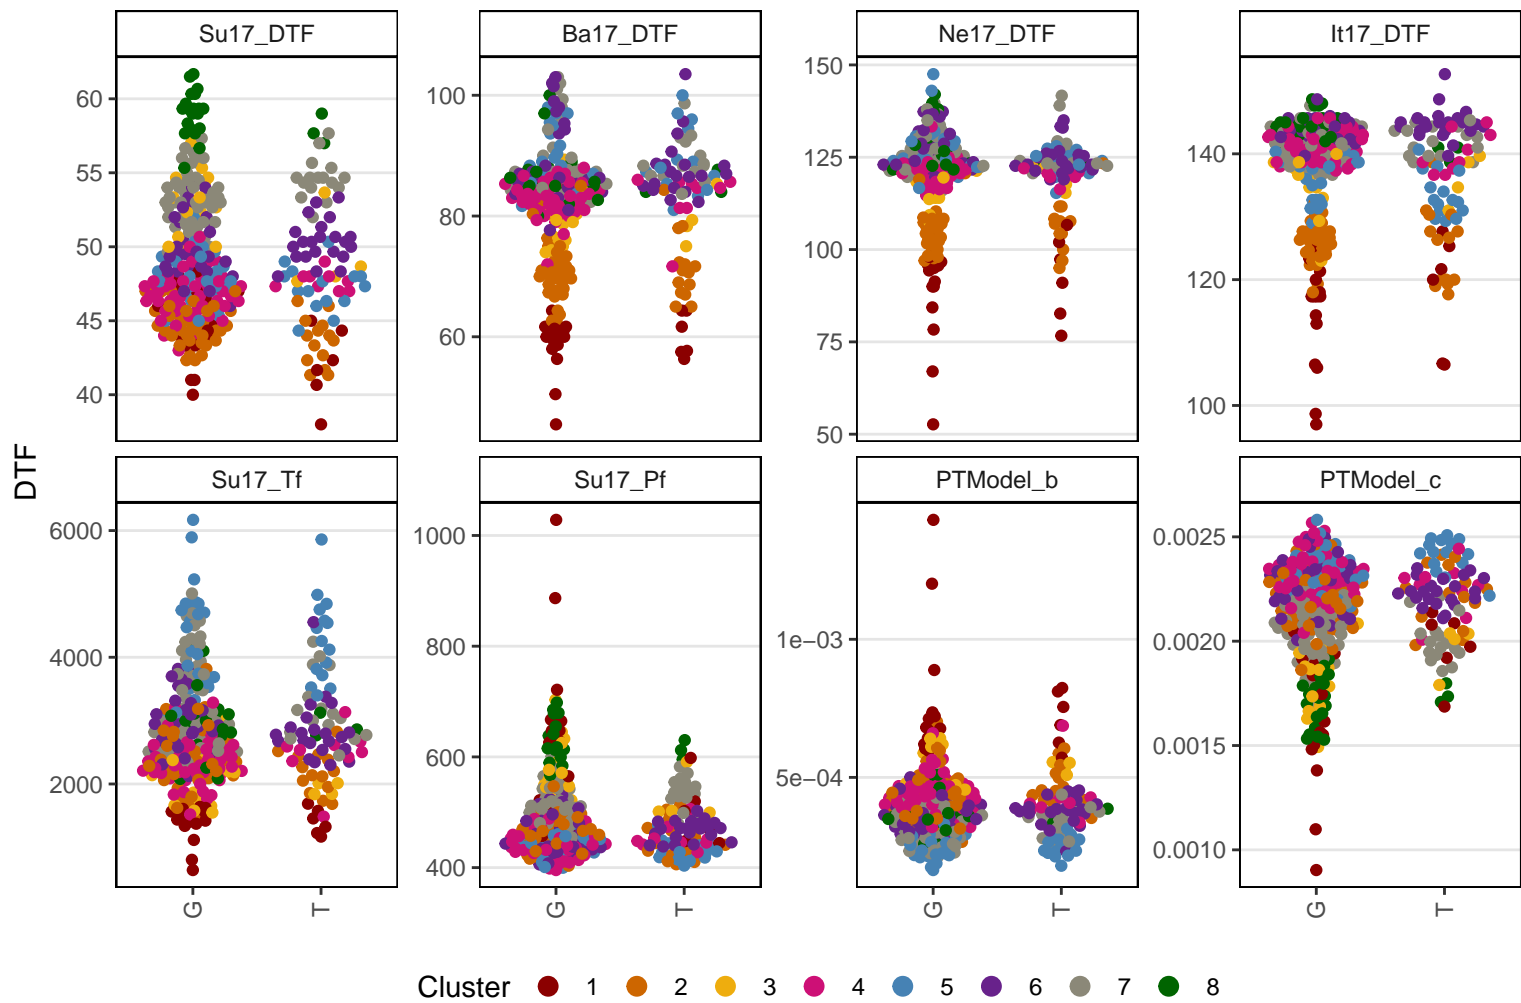 Su17_DTF
Ba17_DTF
Ne17_DTF
It17_DTF
60
55
50
45
40
100
80
60
150
125
100
75
50
140
120
100
DTF
Su17_Tf
Su17_Pf
PTModel_b
PTModel_c
6000
4000
2000
1000
800
600
400
1e−03
5e−04
0.0025
0.0020
0.0015
0.0010
G
T
G
T
G
T
G
T
Cluster 1 2 3 4 5 6 7 8